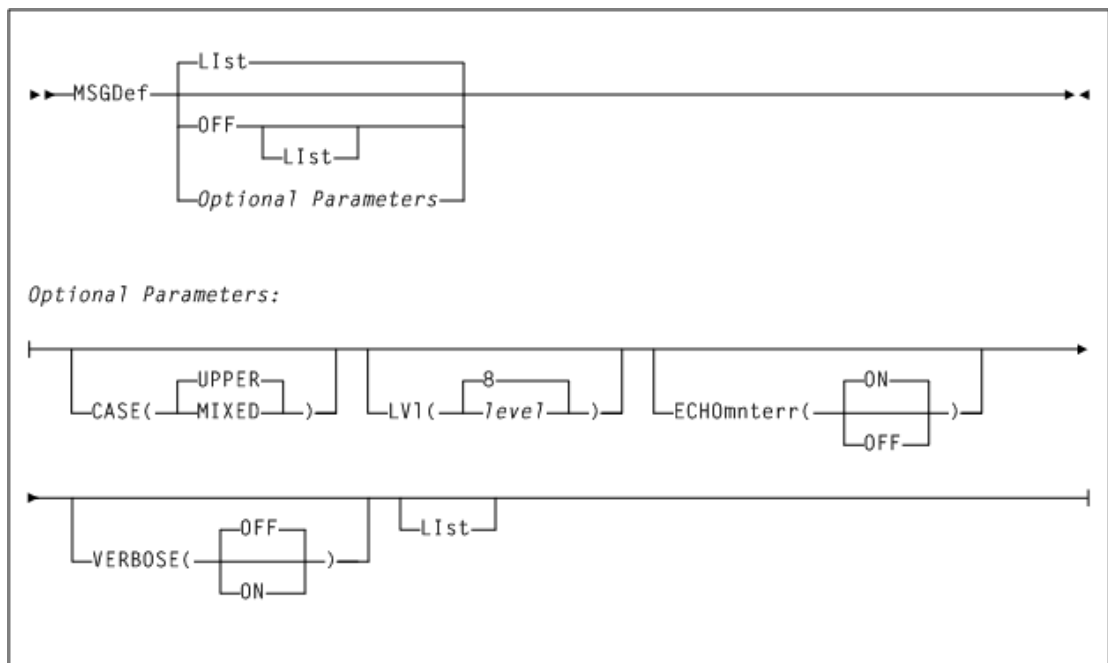 LIst
MSGDef
OFF
LIst
Optional Parameters
Optional Parameters:
UPPER 8 ON
CASE( MIXED ) LVl( level ) ECHOmnterr( )
OFF
OFF LIst
VERBOSE( )
ON